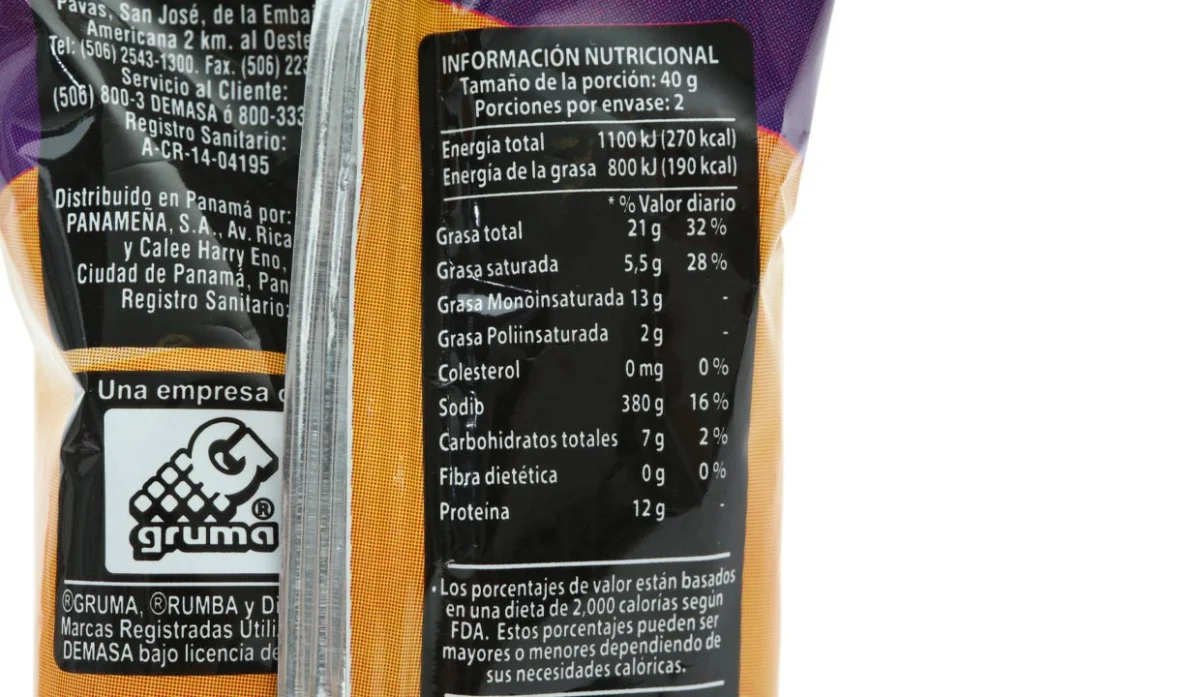 Pavas, San José, de la
Americana 2 km. al Oeste
Tel: (506) 2543-1300. Fax. (506)
Servicio al Cliente:
(506) 800-3 DEMASA ó
Registro Sanitario:
A-CR-14-04195
Distribuido en Panamá por:
PANAMEÑA, S.A., Av.
y Calee Harry Eno,
Ciudad de Panamá,
Registro Sanitario:
Una empresa
G
®
gruma
®GRUMA, ®RUMBA y
Marcas Registradas
DEMASA bajo licencia
INFORMACIÓN NUTRICIONAL
Tamaño de la porción: 40 g
Porciones por envase: 2
Energía total 1100 kJ (270 kcal)
Energía de la grasa 800 kJ (190 kcal)
* % Valor diario
Grasa total 21 g 32 %
Grasa saturada 5,5 g 28 %
Grasa Monoinsaturada 13 g -
Grasa Poliinsaturada 2 g -
Colesterol 0 mg 0 %
Sodio 380 g 16 %
Carbohidratos totales 7 g 2 %
Fibra dietética 0 g 0 %
Proteína 12 g -
• Los porcentajes de valor están basados
en una dieta de 2,000 calorías según
FDA. Estos porcentajes pueden ser
mayores o menores dependiendo de
sus necesidades calóricas.